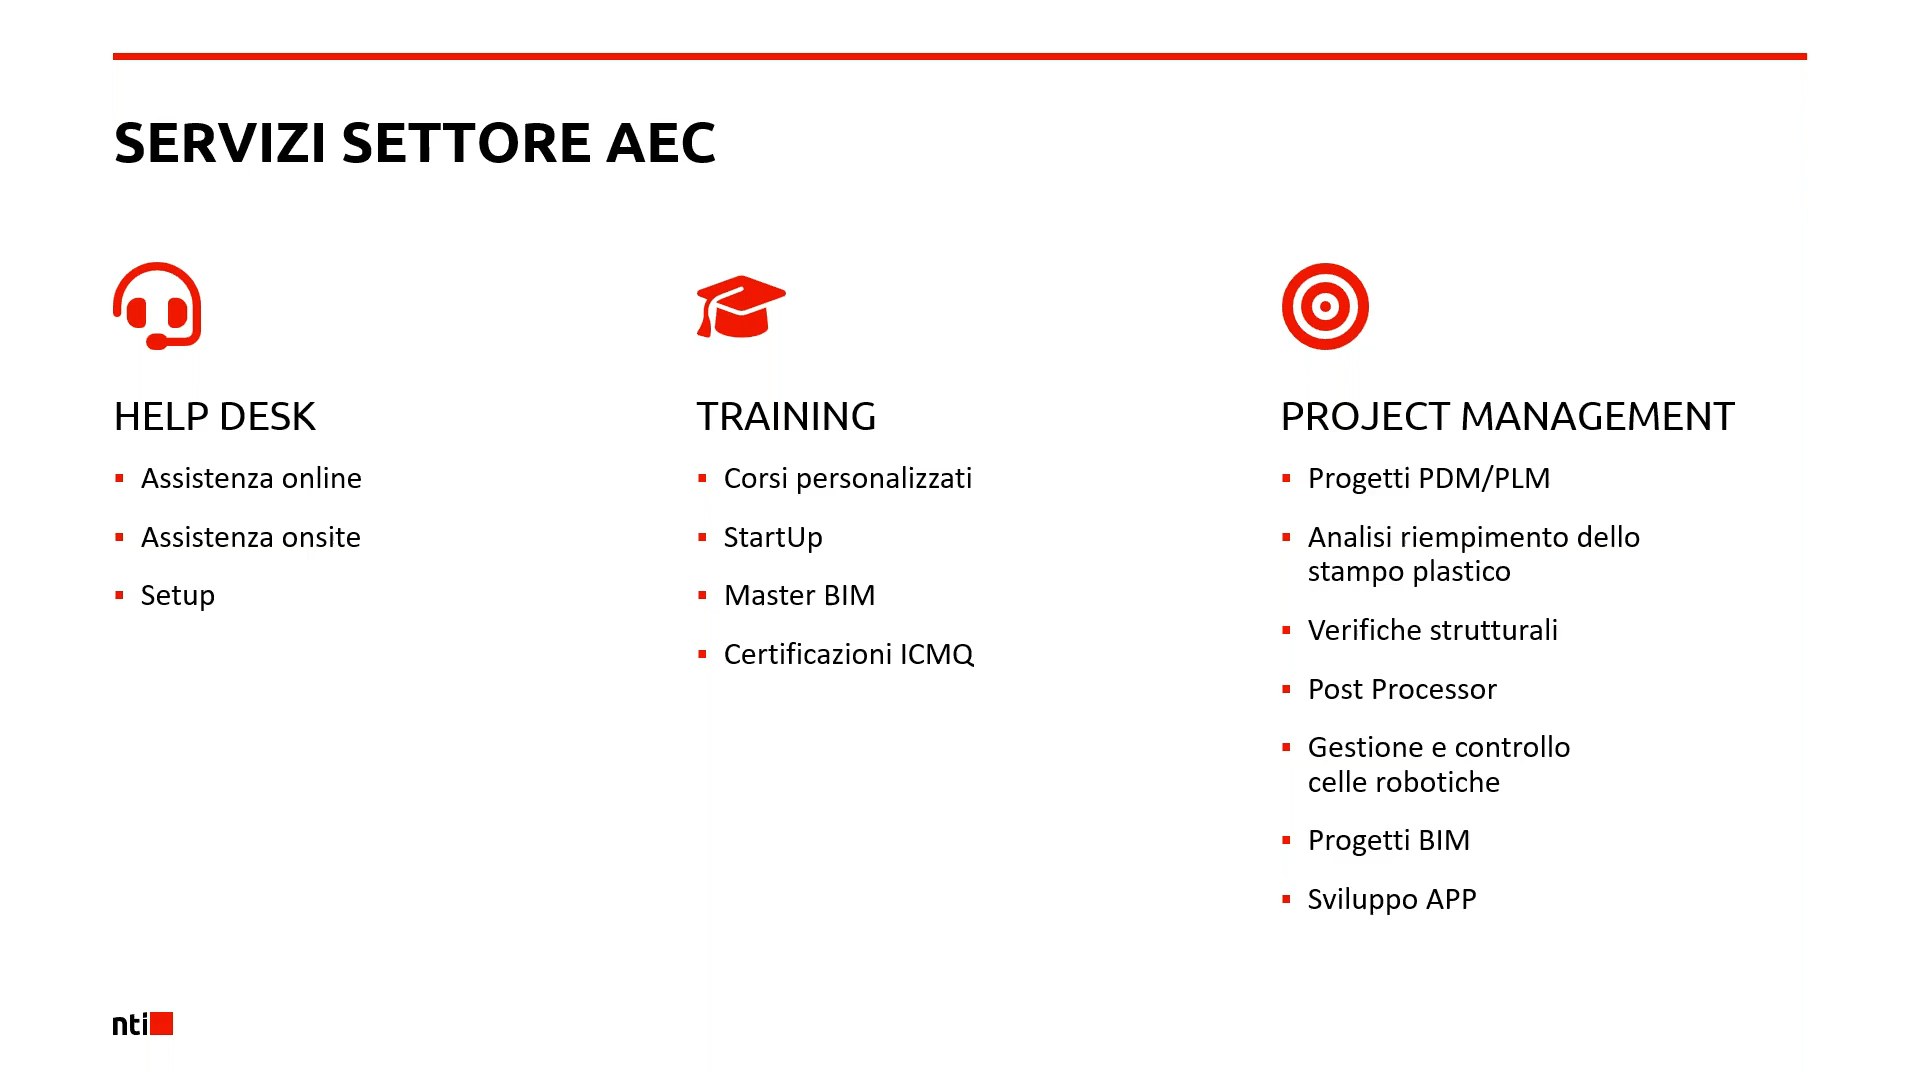 SERVIZI SETTORE AEC
HELP DESK
▪ Assistenza online
▪ Assistenza onsite
▪ Setup
TRAINING
▪ Corsi personalizzati
▪ StartUp
▪ Master BIM
▪ Certificazioni ICMQ
PROJECT MANAGEMENT
▪ Progetti PDM/PLM
▪ Analisi riempimento dello
stampo plastico
▪ Verifiche strutturali
▪ Post Processor
▪ Gestione e controllo
celle robotiche
▪ Progetti BIM
▪ Sviluppo APP
nti